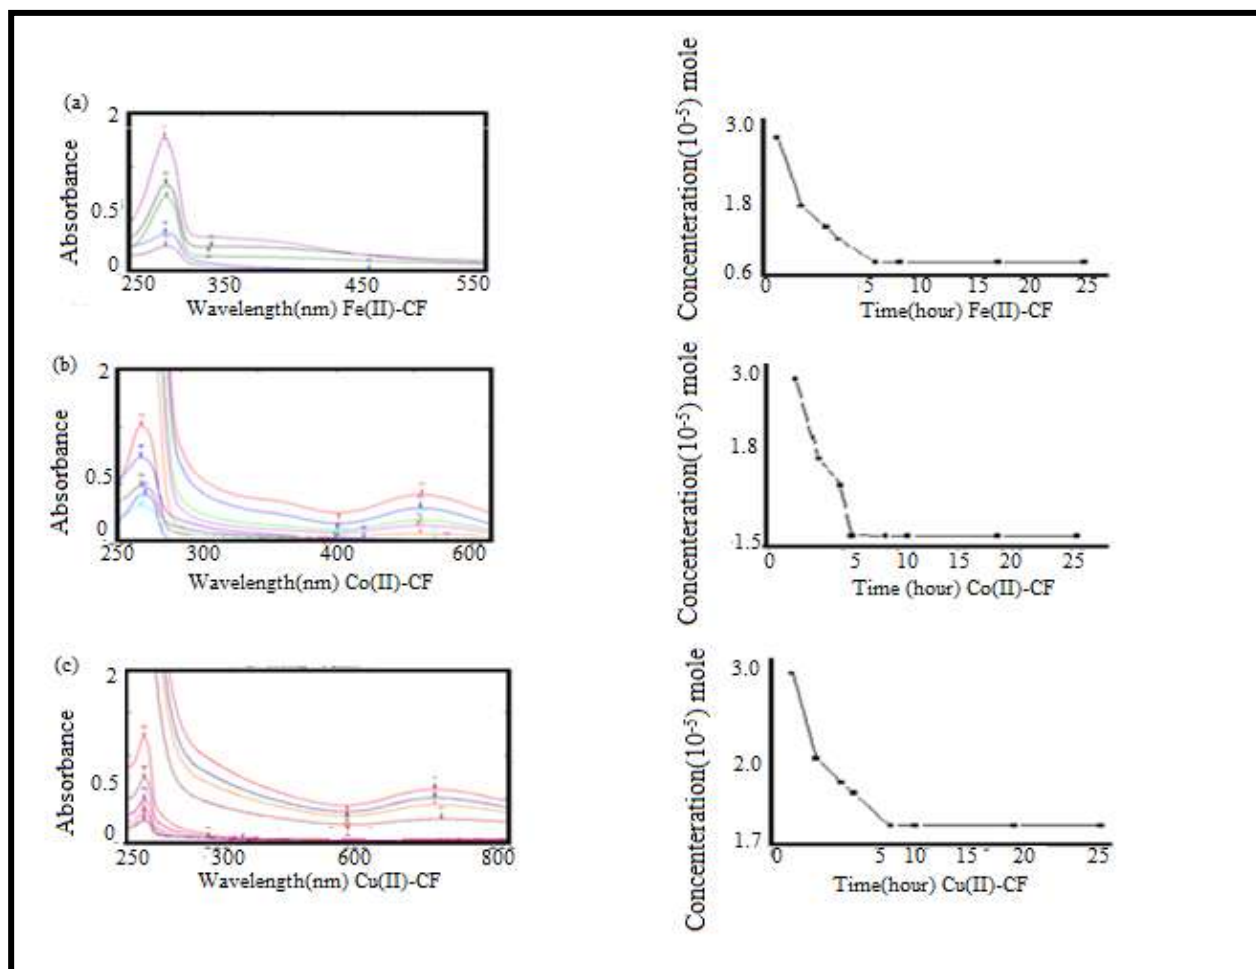 (a)
2
0.5
0
Absorbance
250 350 450 550
Wavelength(nm) Fe(II)-CF
Concenteration(10⁻⁵) mole
3.0
1.8
0.6
0 5 10 15 20 25
Time(hour) Fe(II)-CF
(b)
2
0.5
0
Absorbance
250 300 400 600
Wavelength(nm) Co(II)-CF
Concenteration(10⁻⁵) mole
3.0
1.8
1.5
0 5 10 15 20 25
Time (hour) Co(II)-CF
(c)
2
0.5
0
Absorbance
250 300 600 800
Wavelength(nm) Cu(II)-CF
Concenteration(10⁻⁵) mole
3.0
2.0
1.7
0 5 10 15 20 25
Time(hour) Cu(II)-CF